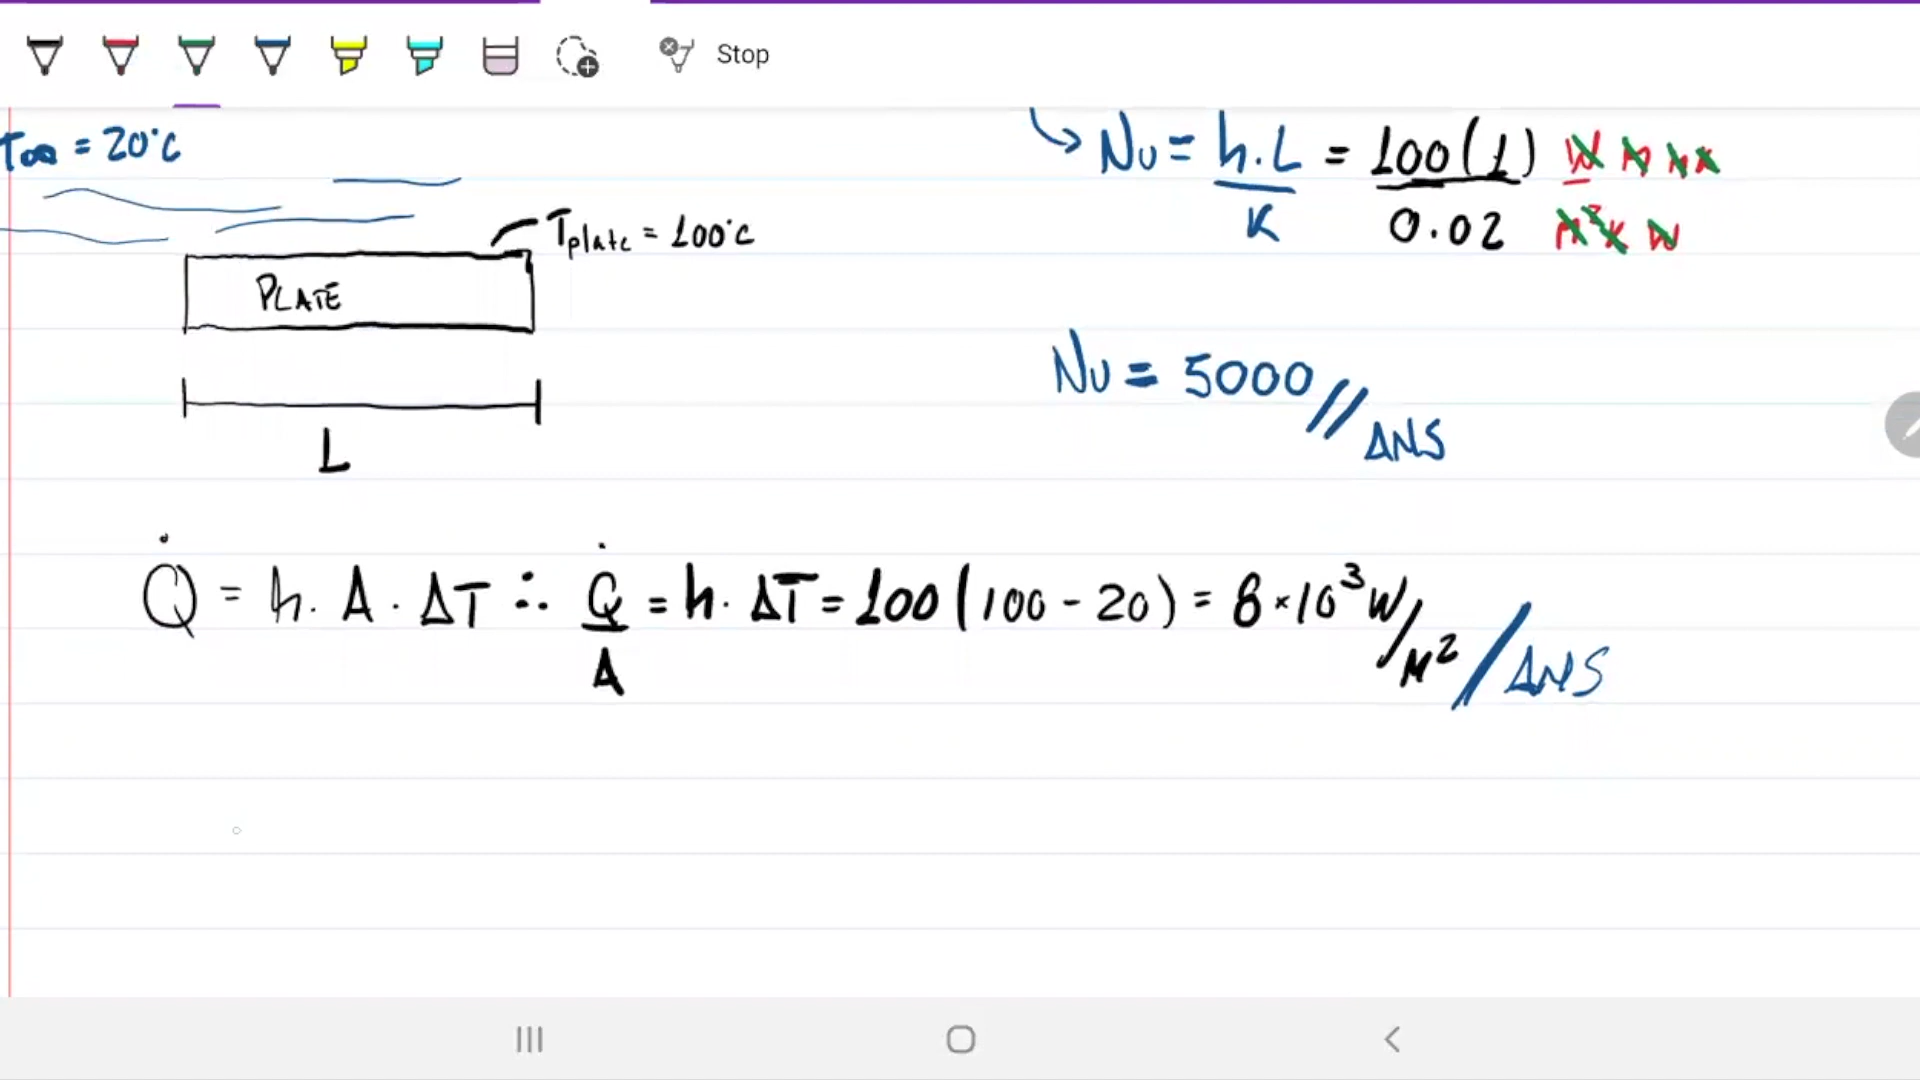 Stop
T∞ = 20°C
Nu = h.L/K = 100(1)/0.02 W m m K / m² K W
Tplate = 100°C
PLATE
Nu = 5000 // ANS
L
Q̇ = h. A . ΔT ∴ Q̇/A = h. ΔT = 100(100 - 20) = 8×10³ W/m² / ANS